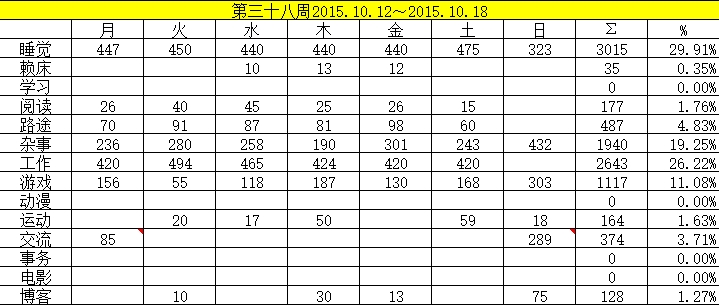 第三十八周2015.10.12～2015.10.18
月 火 水 木 金 土 日 Σ %
睡觉 447 450 440 440 440 475 323 3015 29.91%
赖床 10 13 12 35 0.35%
学习 0 0.00%
阅读 26 40 45 25 26 15 177 1.76%
路途 70 91 87 81 98 60 487 4.83%
杂事 236 280 258 190 301 243 432 1940 19.25%
工作 420 494 465 424 420 420 2643 26.22%
游戏 156 55 118 187 130 168 303 1117 11.08%
动漫 0 0.00%
运动 20 17 50 59 18 164 1.63%
交流 85 289 374 3.71%
事务 0 0.00%
电影 0 0.00%
博客 10 30 13 75 128 1.27%